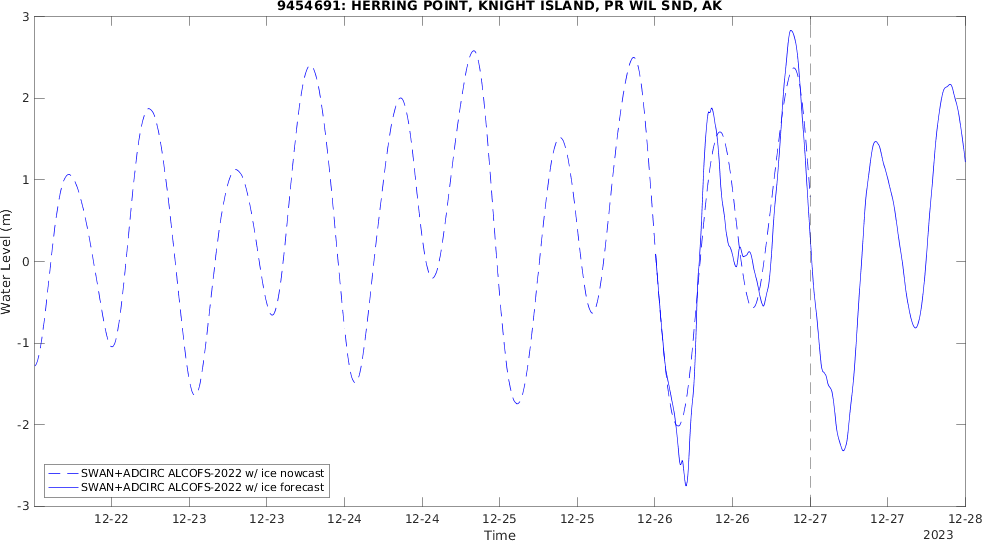 9454691: HERRING POINT, KNIGHT ISLAND, PR WIL SND, AK
3
2
1
0
-1
-2
-3
Water Level (m)
SWAN+ADCIRC ALCOFS-2022 w/ ice nowcast
SWAN+ADCIRC ALCOFS-2022 w/ ice forecast
12-22 12-23 12-23 12-24 12-24 12-25 12-25 12-26 12-26 12-27 12-27 12-28
Time
2023